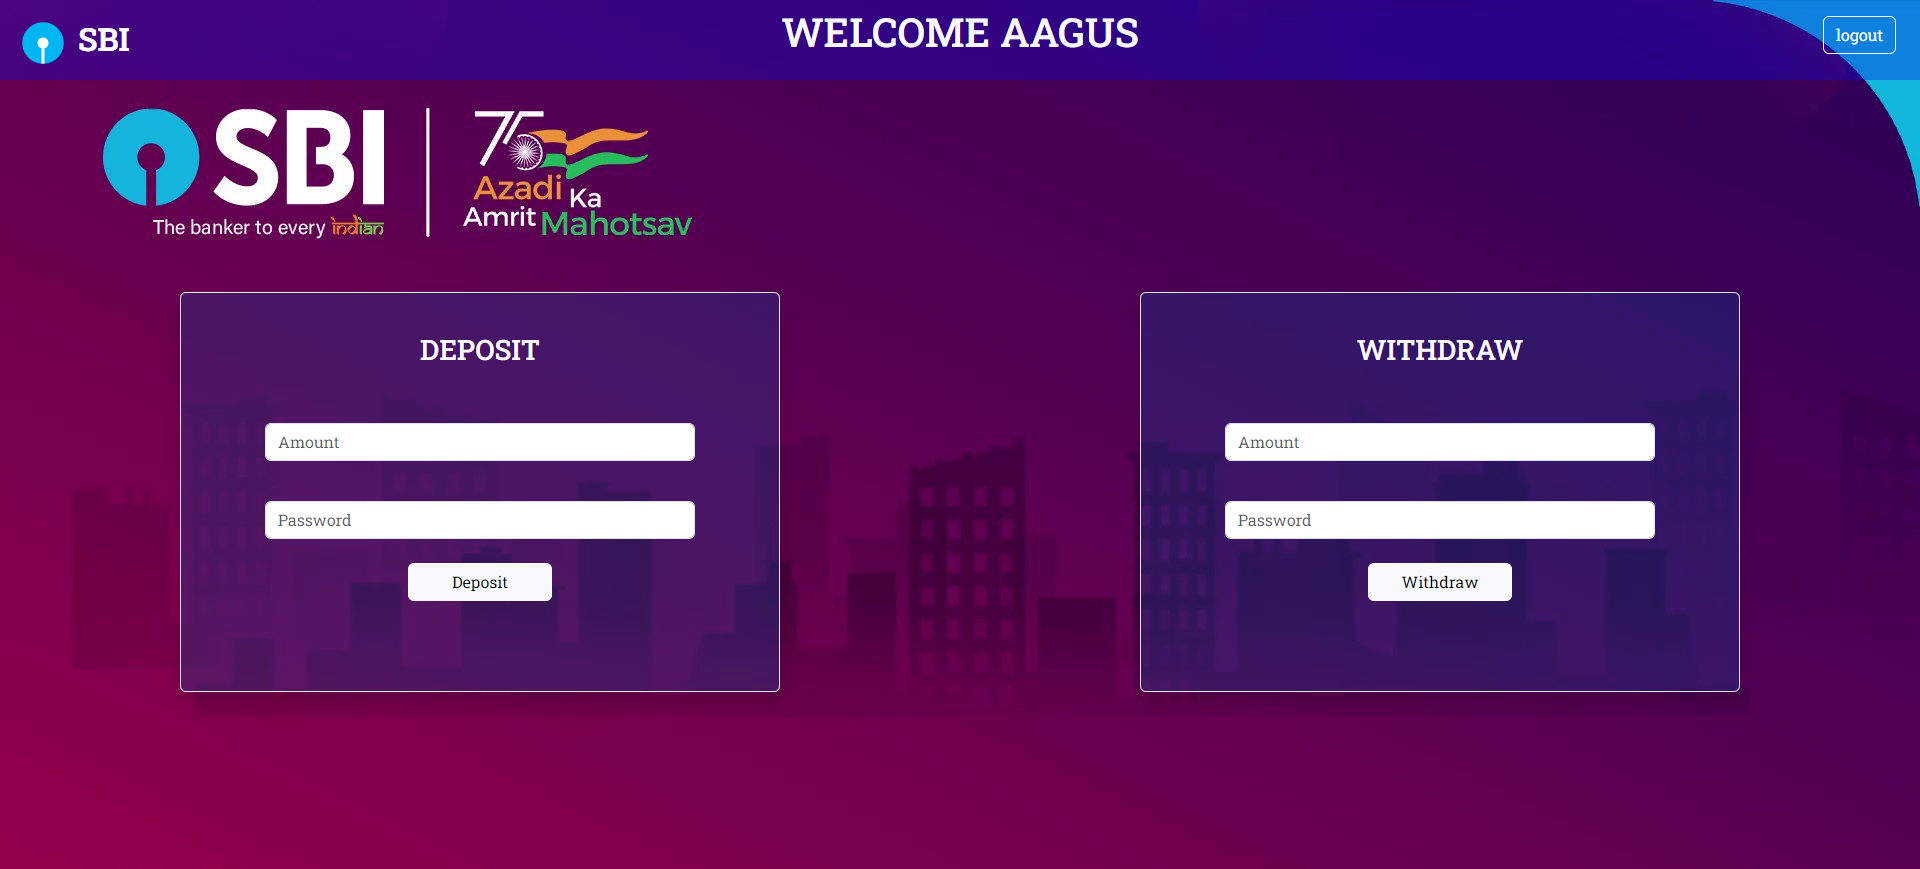 SBI
WELCOME AAGUS
logout
SBI
The banker to every indian
75
Azadi Ka
Amrit Mahotsav
DEPOSIT
Amount
Password
Deposit
WITHDRAW
Amount
Password
Withdraw